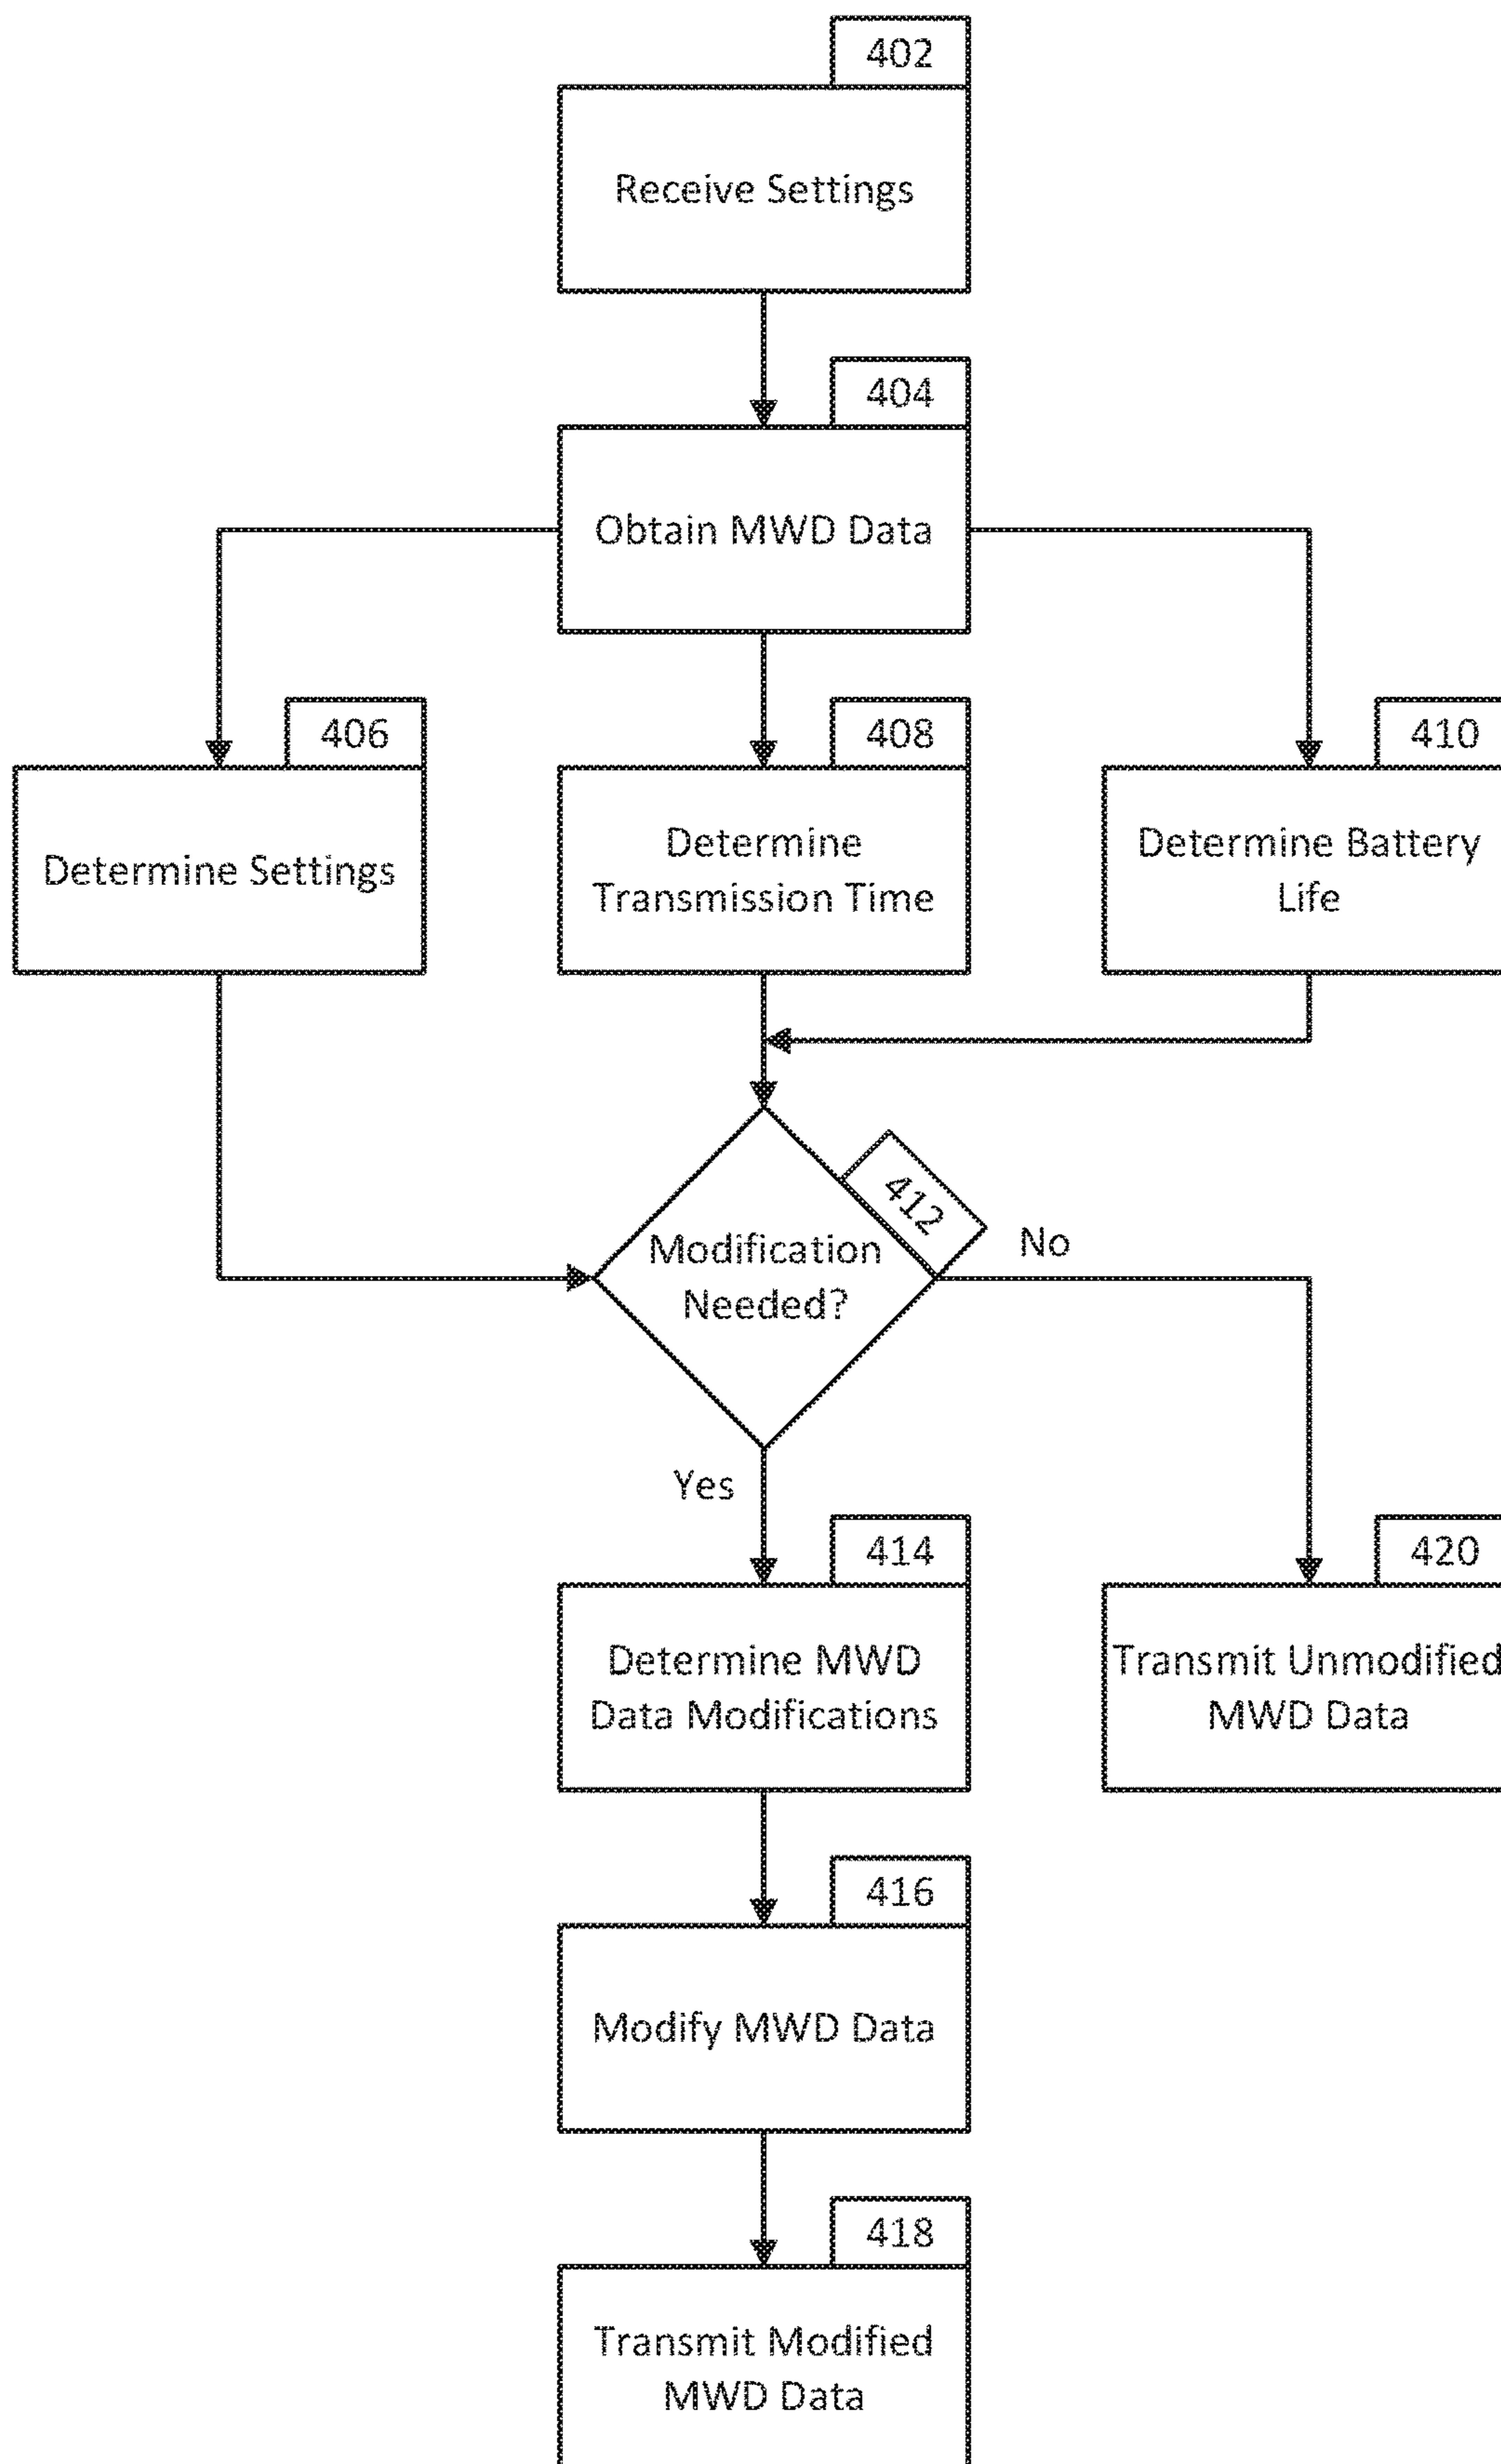 402
Receive Settings
404
Obtain MWD Data
406
Determine Settings
408
Determine
Transmission Time
410
Determine Battery
Life
412
Modification
Needed?
No
Yes
414
Determine MWD
Data Modifications
420
Transmit Unmodified
MWD Data
416
Modify MWD Data
418
Transmit Modified
MWD Data